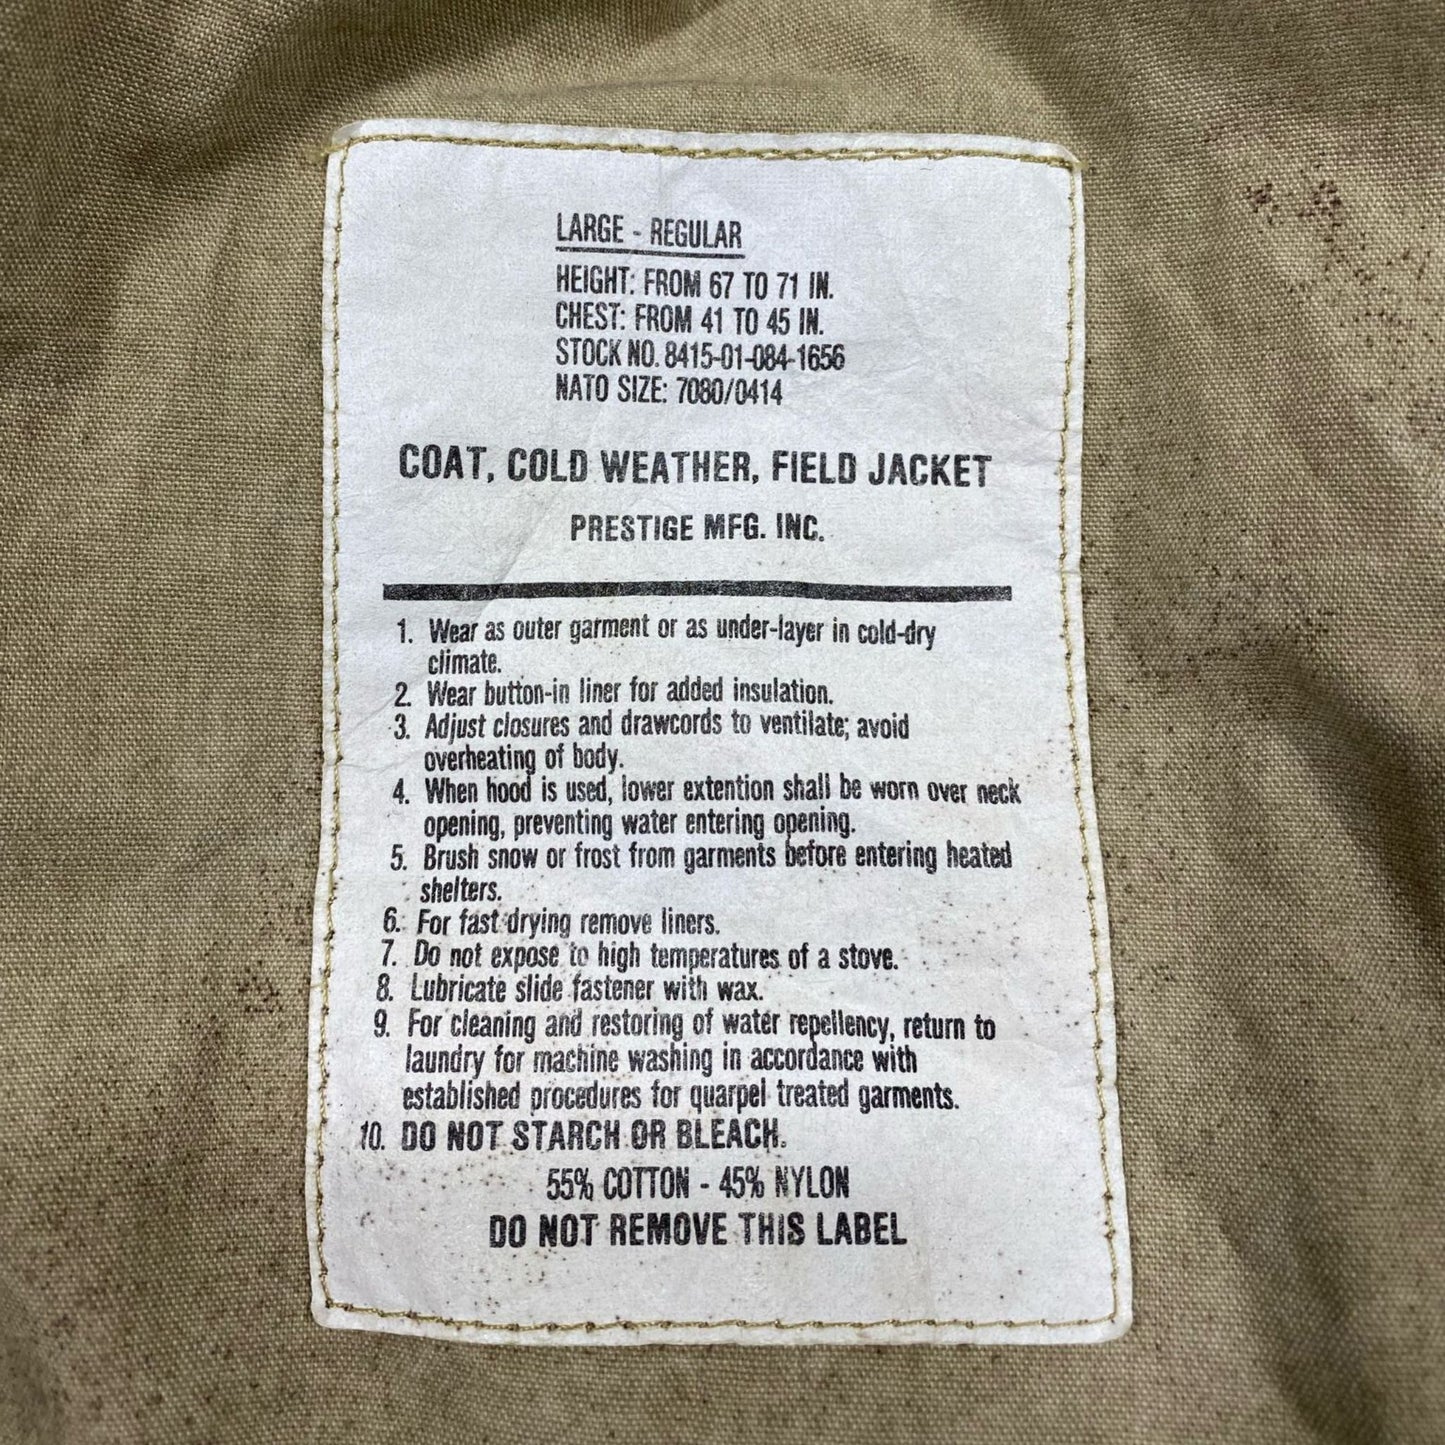 LARGE - REGULAR
HEIGHT: FROM 67 TO 71 IN.
CHEST: FROM 41 TO 45 IN.
STOCK NO. 8415-01-084-1656
NATO SIZE: 7080/0414
COAT, COLD WEATHER, FIELD JACKET
PRESTIGE MFG. INC.
1. Wear as outer garment or as under-layer in cold-dry
climate.
2. Wear button-in liner for added insulation.
3. Adjust closures and drawcords to ventilate; avoid
overheating of body.
4. When hood is used, lower extention shall be worn over neck
opening, preventing water entering opening.
5. Brush snow or frost from garments before entering heated
shelters.
6. For fast drying remove liners.
7. Do not expose to high temperatures of a stove.
8. Lubricate slide fastener with wax.
9. For cleaning and restoring of water repellency, return to
laundry for machine washing in accordance with
established procedures for quarpel treated garments.
10. DO NOT STARCH OR BLEACH.
55% COTTON - 45% NYLON
DO NOT REMOVE THIS LABEL